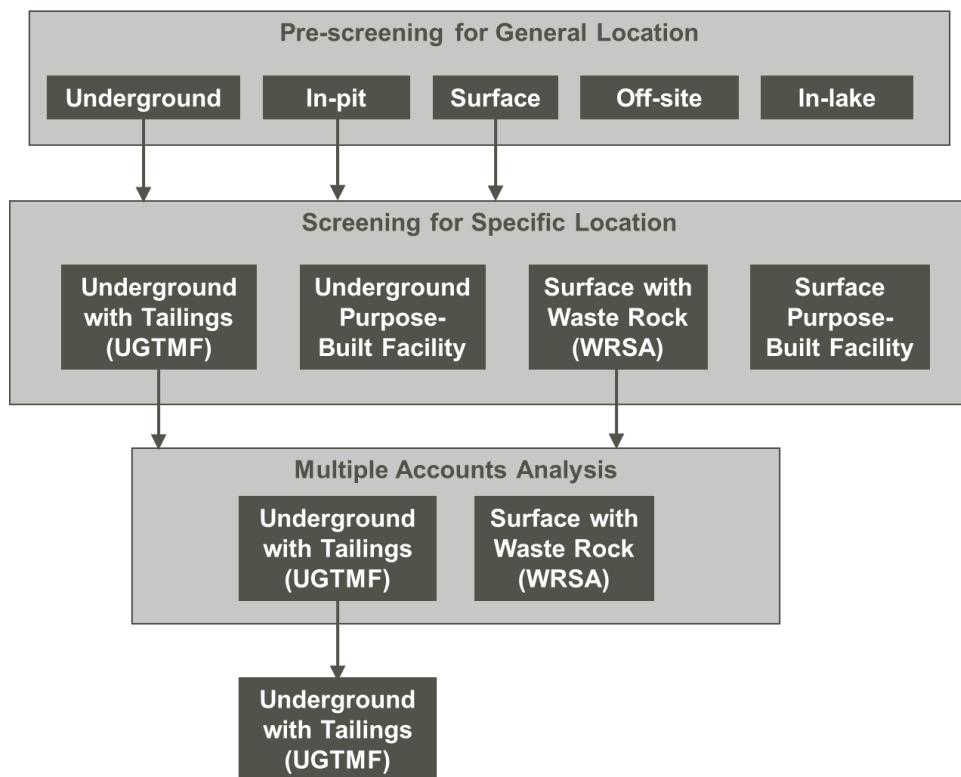 Pre-screening for General Location
Underground
In-pit
Surface
Off-site
In-lake
Screening for Specific Location
Underground
with Tailings
(UGTMF)
Underground
Purpose-
Built Facility
Surface with
Waste Rock
(WRSA)
Surface
Purpose-
Built Facility
Multiple Accounts Analysis
Underground
with Tailings
(UGTMF)
Surface with
Waste Rock
(WRSA)
Underground
with Tailings
(UGTMF)